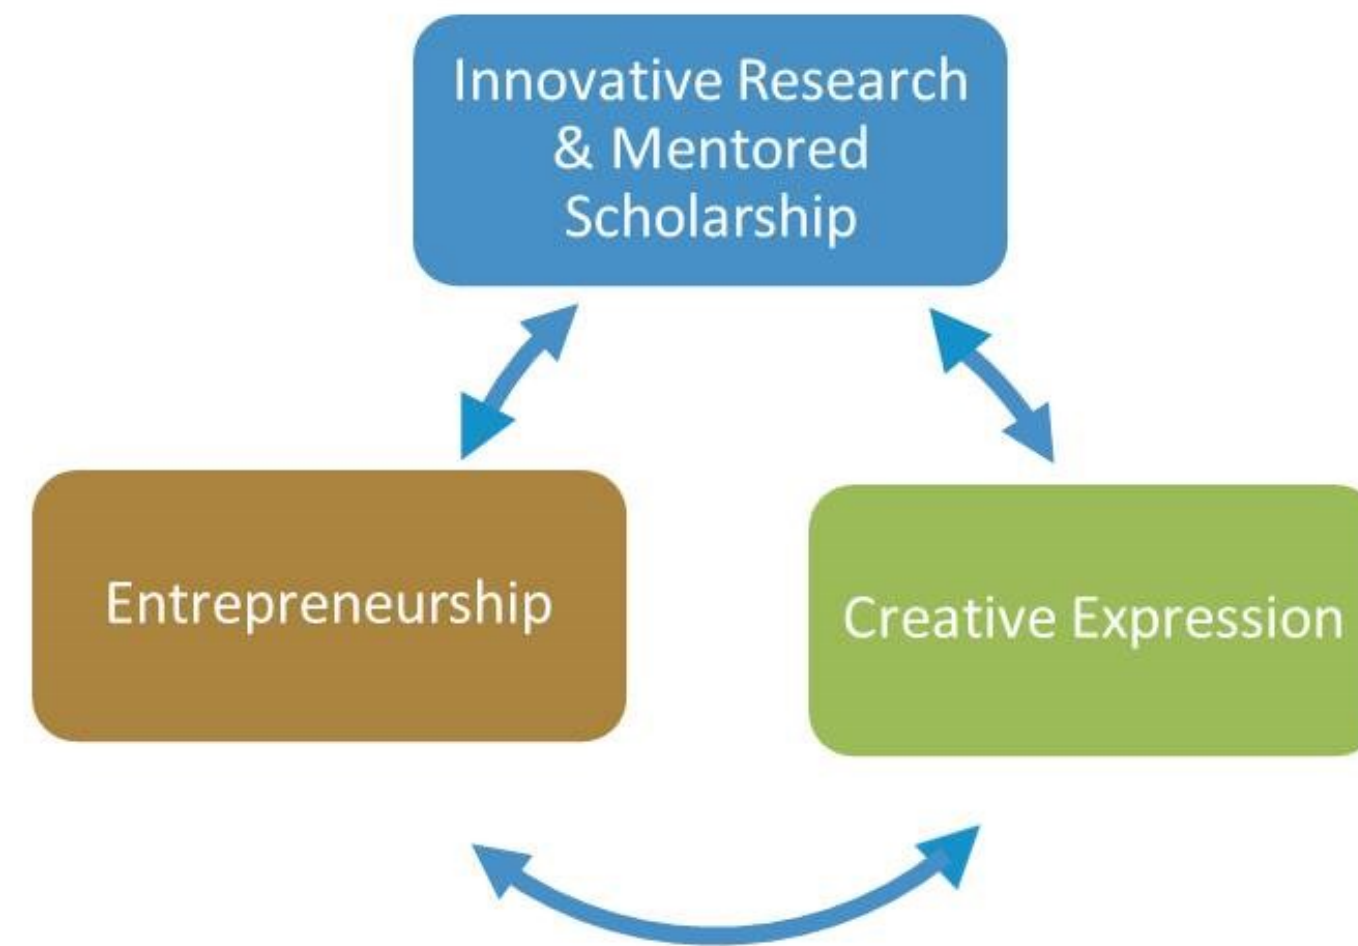 Innovative Research
& Mentored
Scholarship
Entrepreneurship
Creative Expression